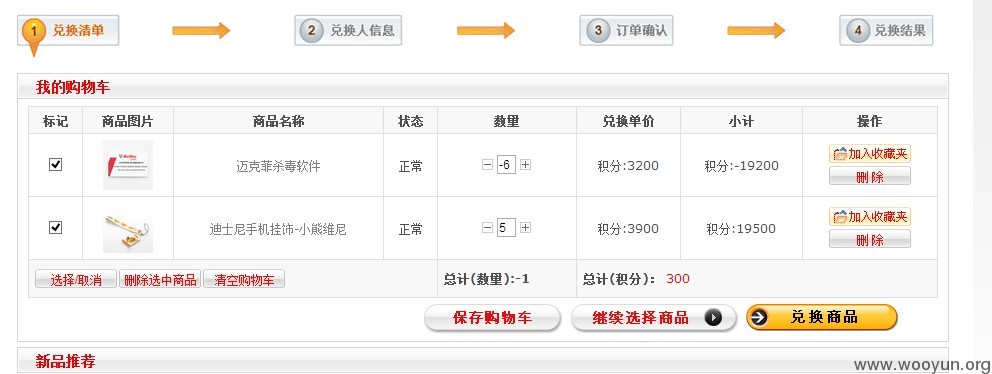 1 兑换清单 2 兑换人信息 3 订单确认 4 兑换结果
我的购物车
标记 商品图片 商品名称 状态 数量 兑换单价 小计 操作
迈克菲杀毒软件 正常 -6 积分:3200 积分:-19200 加入收藏夹
删 除
迪士尼手机挂饰-小熊维尼 正常 5 积分:3900 积分:19500 加入收藏夹
删 除
选择/取消 删除选中商品 清空购物车 总计(数量):-1 总计(积分): 300
保存购物车 继续选择商品 兑换商品
新品推荐
www.wooyun.org